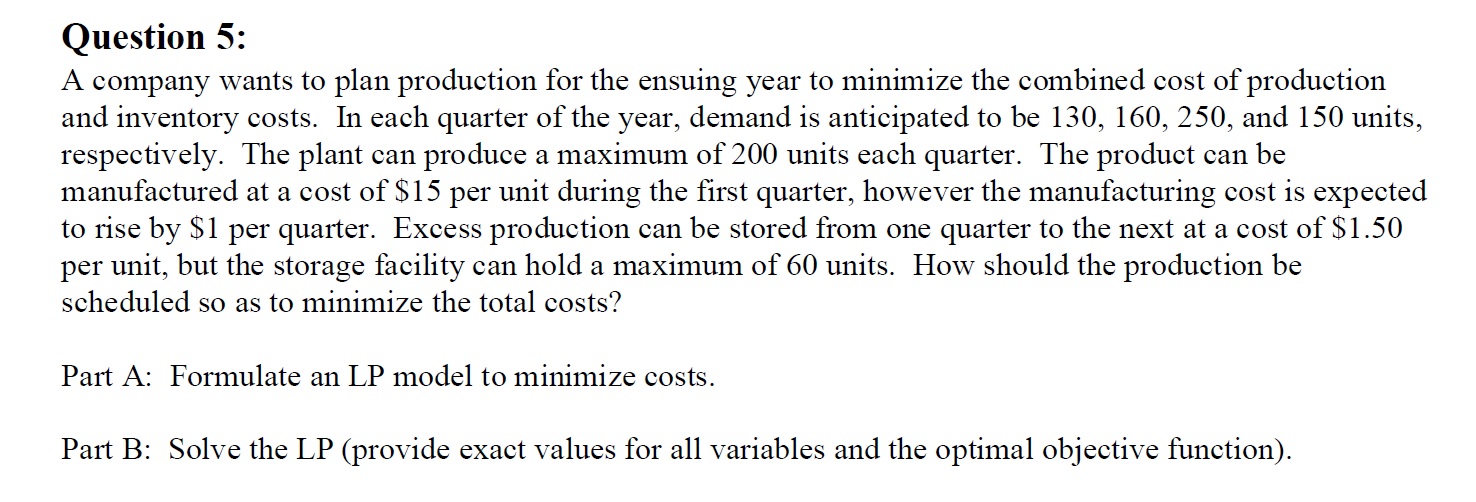 Question 5:
A company wants to plan production for the ensuing year to minimize the combined cost of production
and inventory costs.  In each quarter of the year, demand is anticipated to be 130, 160, 250, and 150 units,
respectively.  The plant can produce a maximum of 200 units each quarter.  The product can be
manufactured at a cost of $15 per unit during the first quarter, however the manufacturing cost is expected
to rise by $1 per quarter.  Excess production can be stored from one quarter to the next at a cost of $1.50
per unit, but the storage facility can hold a maximum of 60 units.  How should the production be
scheduled so as to minimize the total costs?
Part A:  Formulate an LP model to minimize costs.
Part B:  Solve the LP (provide exact values for all variables and the optimal objective function).